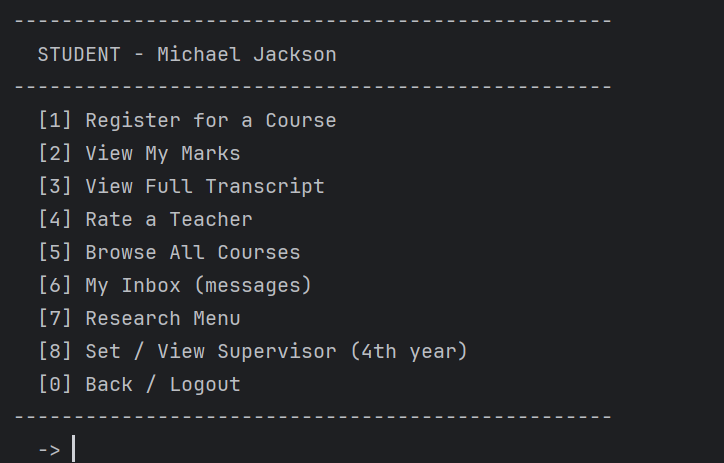 --------------------------------------------------
STUDENT - Michael Jackson
--------------------------------------------------
[1] Register for a Course
[2] View My Marks
[3] View Full Transcript
[4] Rate a Teacher
[5] Browse All Courses
[6] My Inbox (messages)
[7] Research Menu
[8] Set / View Supervisor (4th year)
[0] Back / Logout
--------------------------------------------------
->